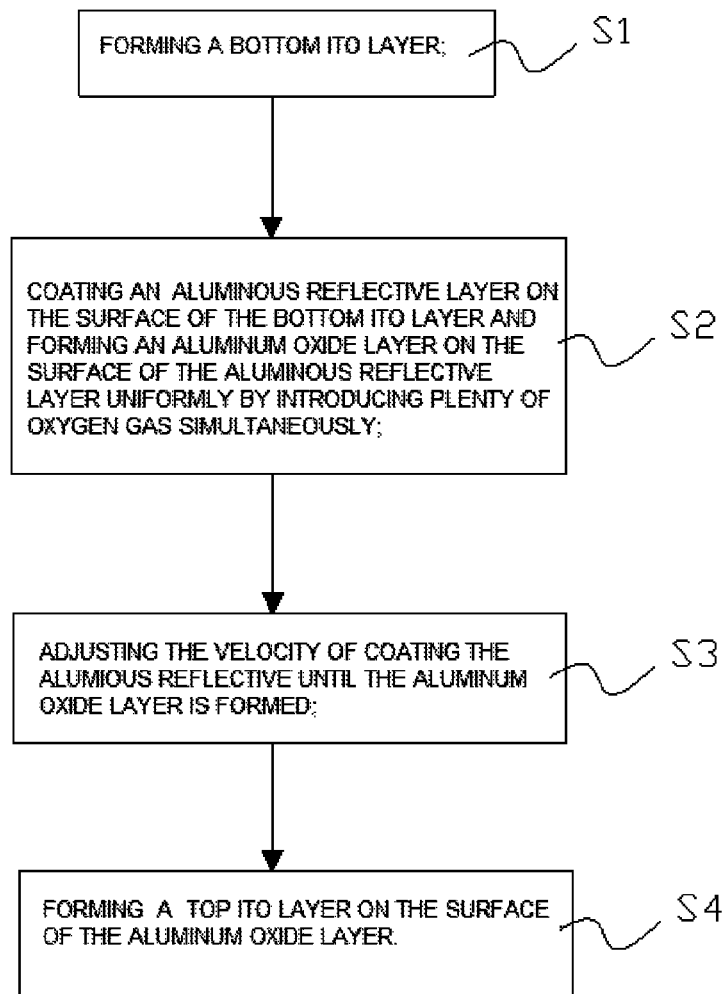 FORMING A BOTTOM ITO LAYER;
S1
COATING AN ALUMINOUS REFLECTIVE LAYER ON
THE SURFACE OF THE BOTTOM ITO LAYER AND
FORMING AN ALUMINUM OXIDE LAYER ON THE
SURFACE OF THE ALUMINOUS REFLECTIVE
LAYER UNIFORMLY BY INTRODUCING PLENTY OF
OXYGEN GAS SIMULTANEOUSLY;
S2
ADJUSTING THE VELOCITY OF COATING THE
ALUMIOUS REFLECTIVE UNTIL THE ALUMINUM
OXIDE LAYER IS FORMED;
S3
FORMING A TOP ITO LAYER ON THE SURFACE
OF THE ALUMINUM OXIDE LAYER.
S4